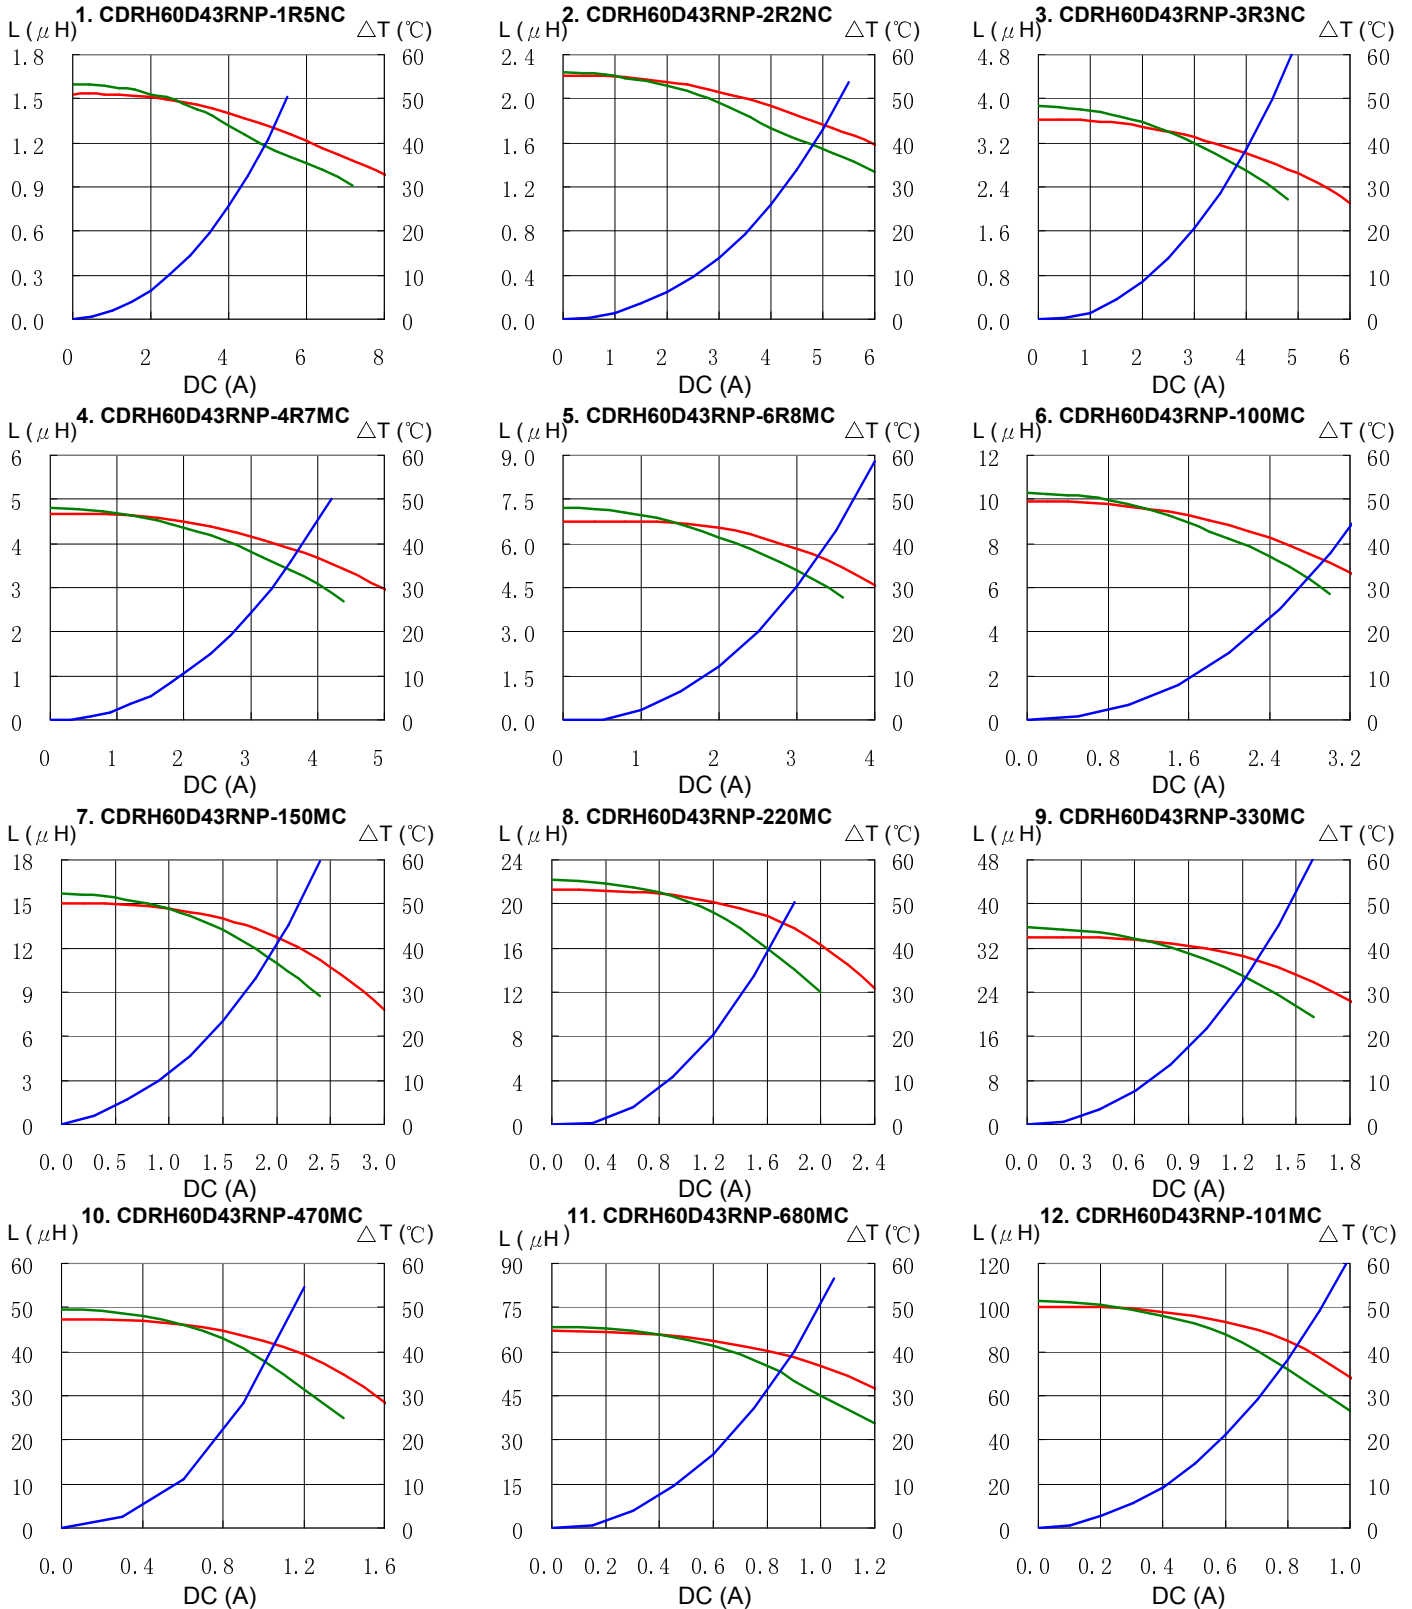 1. CDRH60D43RNP-1R5NC
L (μH) △T (℃)
1.8 60
1.5 50
1.2 40
0.9 30
0.6 20
0.3 10
0.0 0
0 2 4 6 8
DC (A)
2. CDRH60D43RNP-2R2NC
L (μH) △T (℃)
2.4 60
2.0 50
1.6 40
1.2 30
0.8 20
0.4 10
0.0 0
0 1 2 3 4 5 6
DC (A)
3. CDRH60D43RNP-3R3NC
L (μH) △T (℃)
4.8 60
4.0 50
3.2 40
2.4 30
1.6 20
0.8 10
0.0 0
0 1 2 3 4 5 6
DC (A)
4. CDRH60D43RNP-4R7MC
L (μH) △T (℃)
6 60
5 50
4 40
3 30
2 20
1 10
0 0
0 1 2 3 4 5
DC (A)
5. CDRH60D43RNP-6R8MC
L (μH) △T (℃)
9.0 60
7.5 50
6.0 40
4.5 30
3.0 20
1.5 10
0.0 0
0 1 2 3 4
DC (A)
6. CDRH60D43RNP-100MC
L (μH) △T (℃)
12 60
10 50
8 40
6 30
4 20
2 10
0 0
0.0 0.8 1.6 2.4 3.2
DC (A)
7. CDRH60D43RNP-150MC
L (μH) △T (℃)
18 60
15 50
12 40
9 30
6 20
3 10
0 0
0.0 0.5 1.0 1.5 2.0 2.5 3.0
DC (A)
8. CDRH60D43RNP-220MC
L (μH) △T (℃)
24 60
20 50
16 40
12 30
8 20
4 10
0 0
0.0 0.4 0.8 1.2 1.6 2.0 2.4
DC (A)
9. CDRH60D43RNP-330MC
L (μH) △T (℃)
48 60
40 50
32 40
24 30
16 20
8 10
0 0
0.0 0.3 0.6 0.9 1.2 1.5 1.8
DC (A)
10. CDRH60D43RNP-470MC
L (μH) △T (℃)
60 60
50 50
40 40
30 30
20 20
10 10
0 0
0.0 0.4 0.8 1.2 1.6
DC (A)
11. CDRH60D43RNP-680MC
L (μH) △T (℃)
90 60
75 50
60 40
45 30
30 20
15 10
0 0
0.0 0.2 0.4 0.6 0.8 1.0 1.2
DC (A)
12. CDRH60D43RNP-101MC
L (μH) △T (℃)
120 60
100 50
80 40
60 30
40 20
20 10
0 0
0.0 0.2 0.4 0.6 0.8 1.0
DC (A)